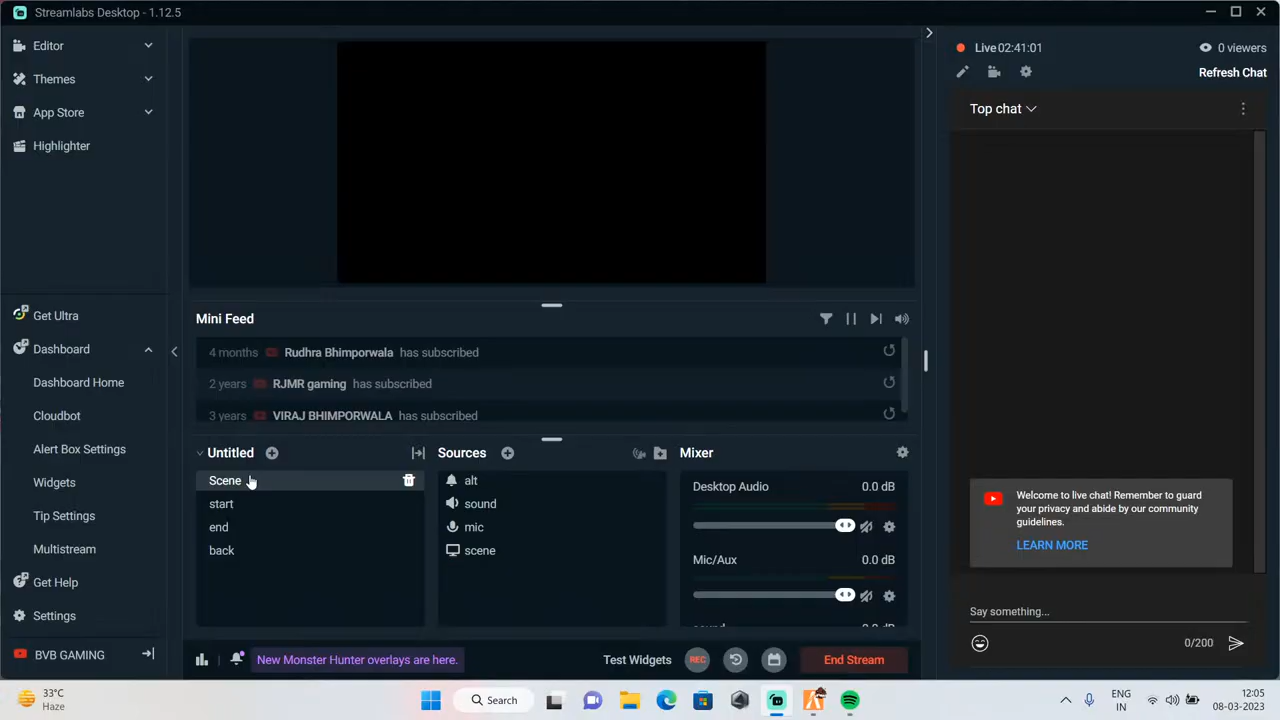 Streamlabs Desktop - 1.12.5
Editor
Themes
App Store
Highlighter
Get Ultra
Dashboard
Dashboard Home
Cloudbot
Alert Box Settings
Widgets
Tip Settings
Multistream
Get Help
Settings
BVB GAMING
Mini Feed
4 months Rudhra Bhimporwala has subscribed
2 years RJMR gaming has subscribed
3 years VIRAJ BHIMPORWALA has subscribed
Untitled
Scene
start
end
back
Sources
alt
sound
mic
scene
Mixer
Desktop Audio 0.0 dB
Mic/Aux 0.0 dB
New Monster Hunter overlays are here.
Test Widgets
REC
End Stream
Live 02:41:01
0 viewers
Refresh Chat
Top chat
Welcome to live chat! Remember to guard
your privacy and abide by our community
guidelines.
LEARN MORE
Say something...
0/200
33°C
Haze
Search
ENG
IN
12:05
08-03-2023